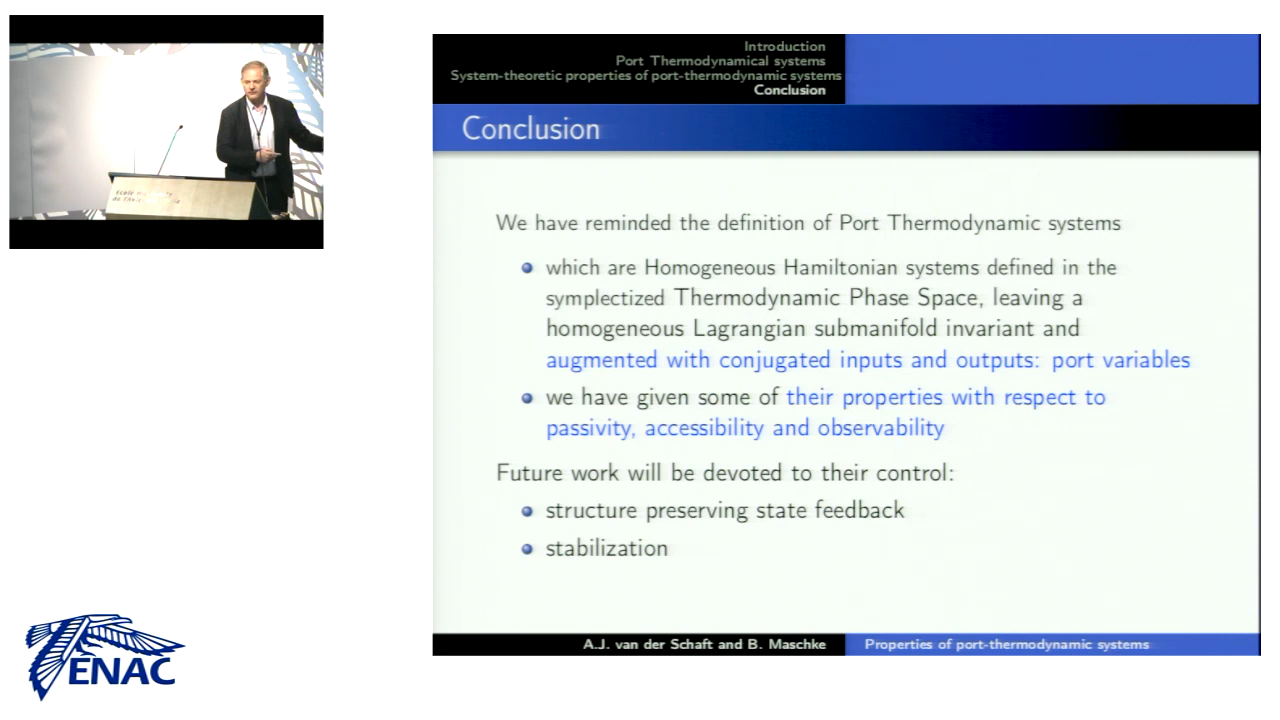 Introduction
Port Thermodynamical systems
System-theoretic properties of port-thermodynamic systems
Conclusion
Conclusion
We have reminded the definition of Port Thermodynamic systems
which are Homogeneous Hamiltonian systems defined in the
symplectized Thermodynamic Phase Space, leaving a
homogeneous Lagrangian submanifold invariant and
augmented with conjugated inputs and outputs: port variables
we have given some of their properties with respect to
passivity, accessibility and observability
Future work will be devoted to their control:
structure preserving state feedback
stabilization
A.J. van der Schaft and B. Maschke
Properties of port-thermodynamic systems
ENAC